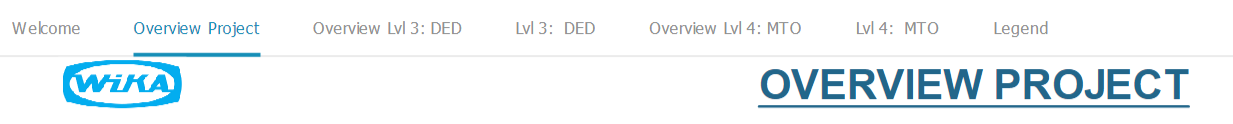 Welcome Overview Project Overview Lvl 3: DED Lvl 3: DED Overview Lvl 4: MTO Lvl 4: MTO Legend
WIKA OVERVIEW PROJECT